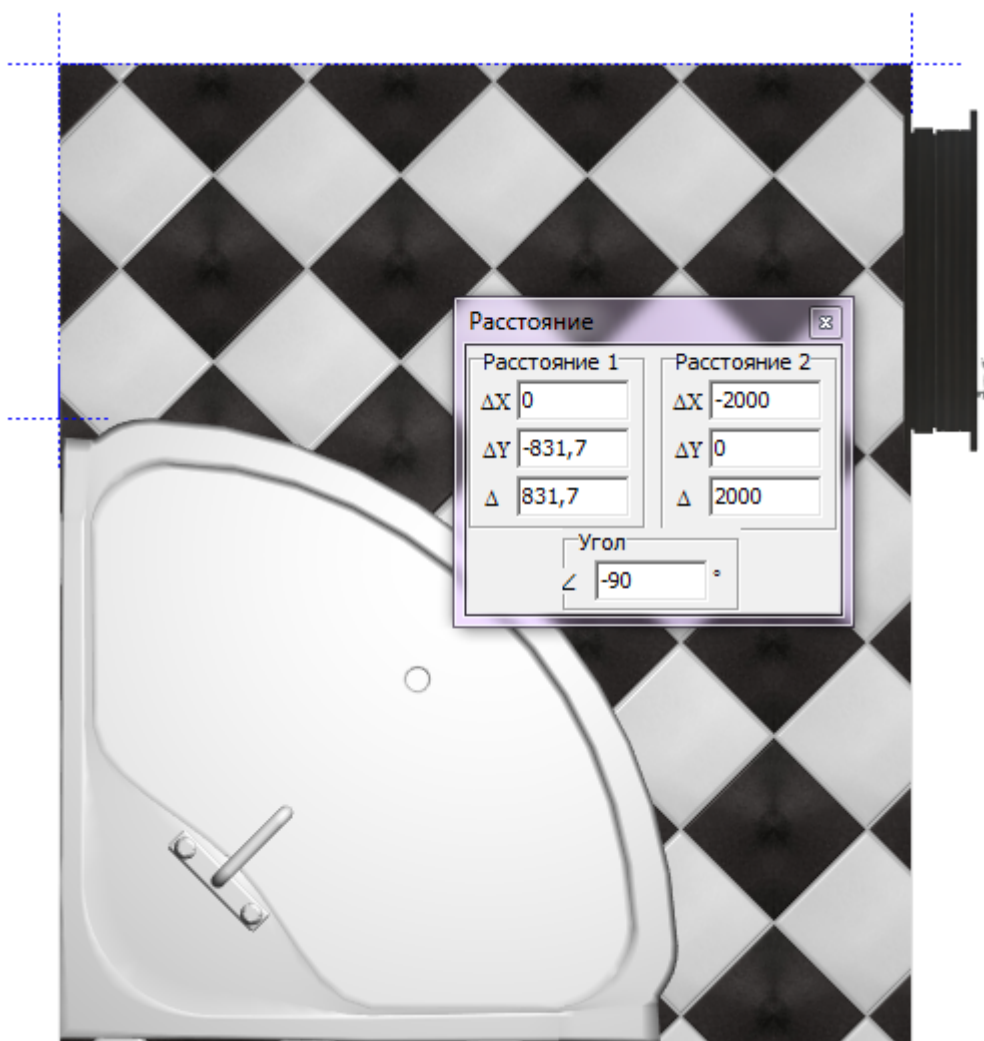 Расстояние
Расстояние 1
ΔX 0
ΔY -831,7
Δ 831,7
Расстояние 2
ΔX -2000
ΔY 0
Δ 2000
Угол
∠ -90 °